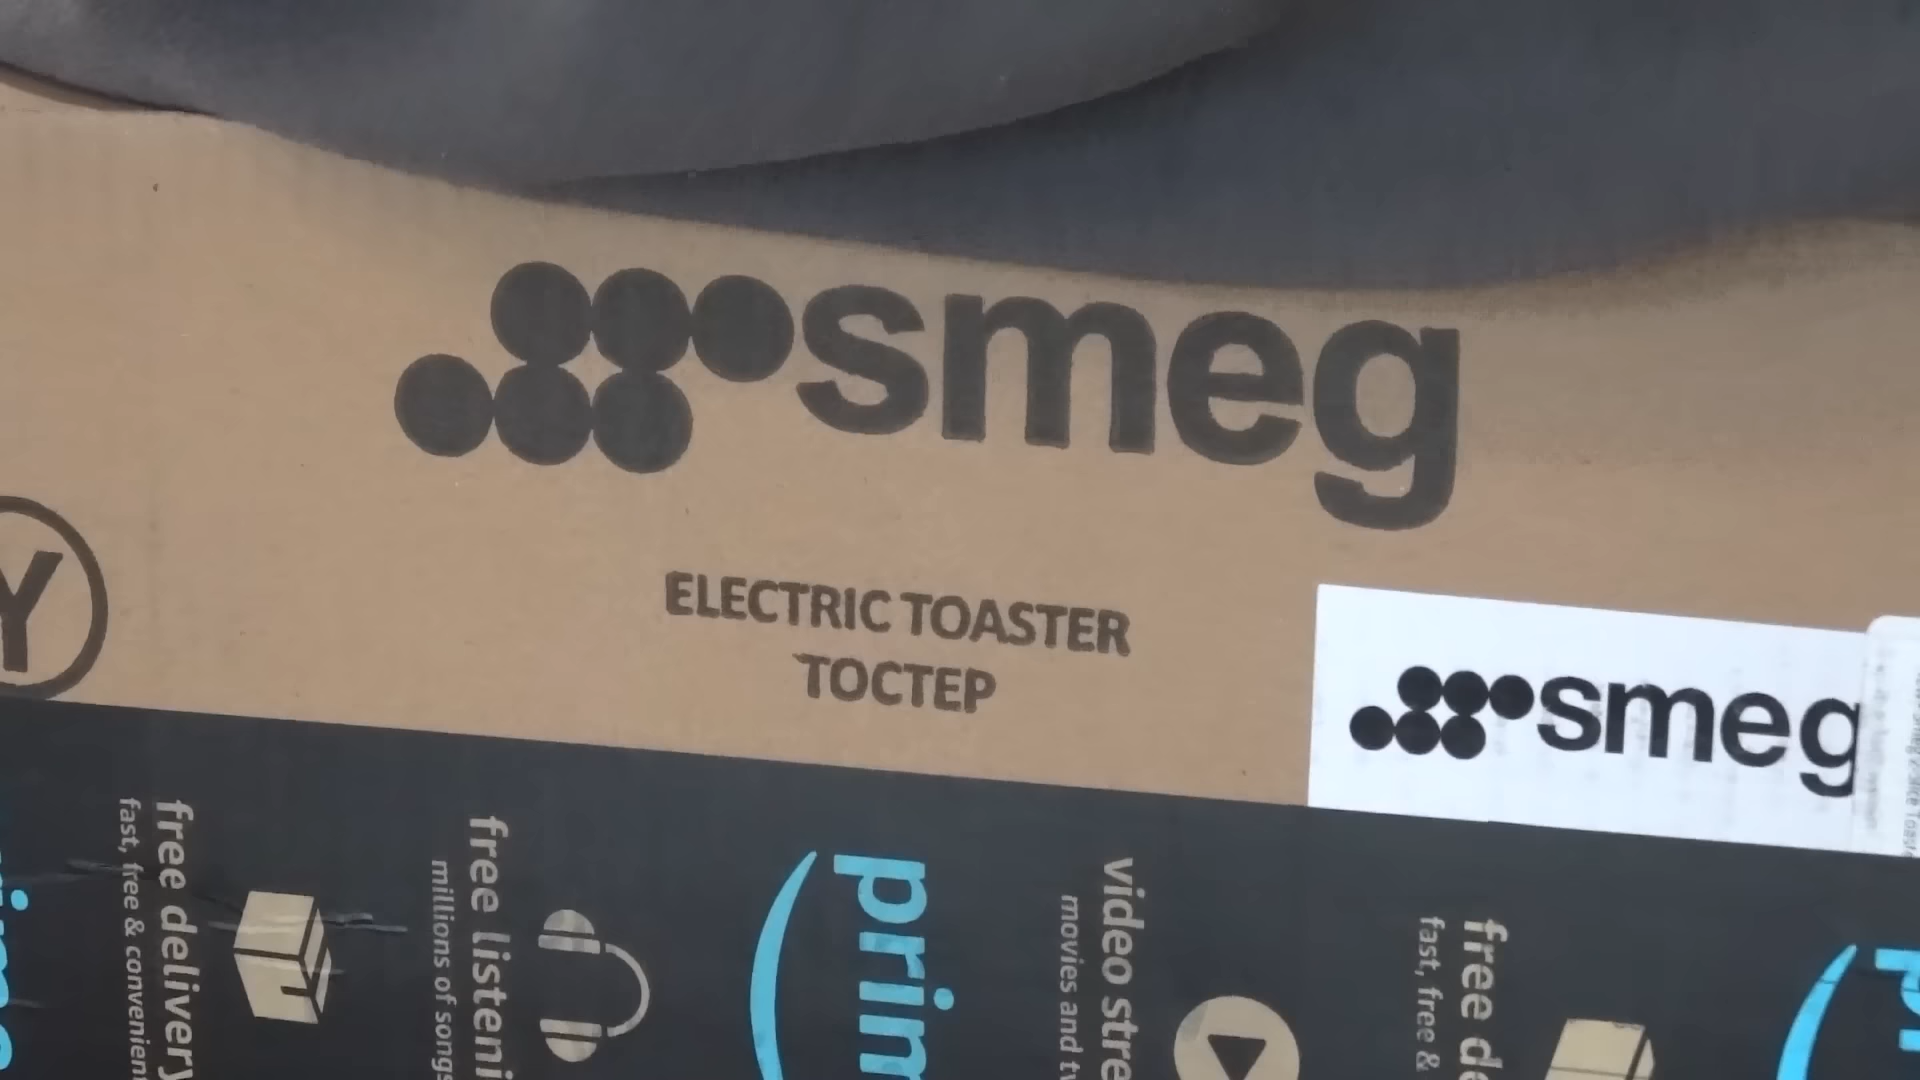 smeg
Y
ELECTRIC TOASTER
ТОСТЕР
smeg
free delivery
fast, free & convenient
free listeni
millions of songs
prim
video stre
movies and tv
free de
fast, free &